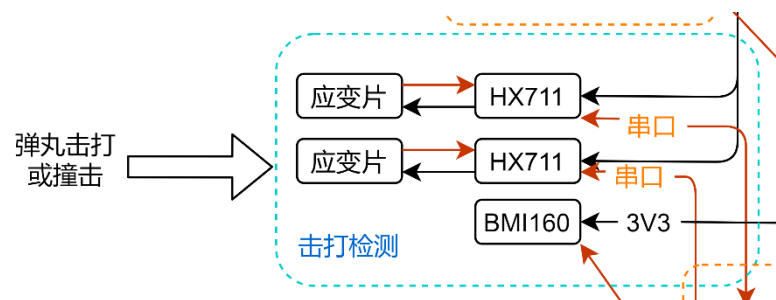 应变片
HX711
串口
弹丸击打
或撞击
应变片
HX711
串口
BMI160
3V3
击打检测